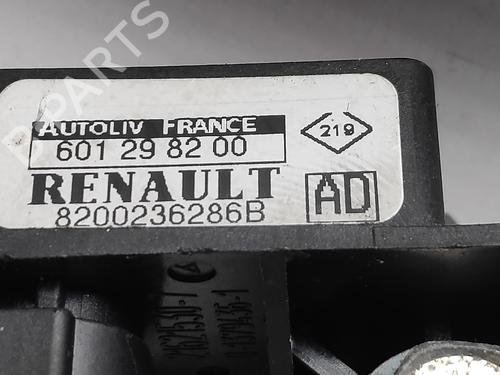 AUTOLIV FRANCE
601 29 82 00
219
RENAULT
AD
8200236286B